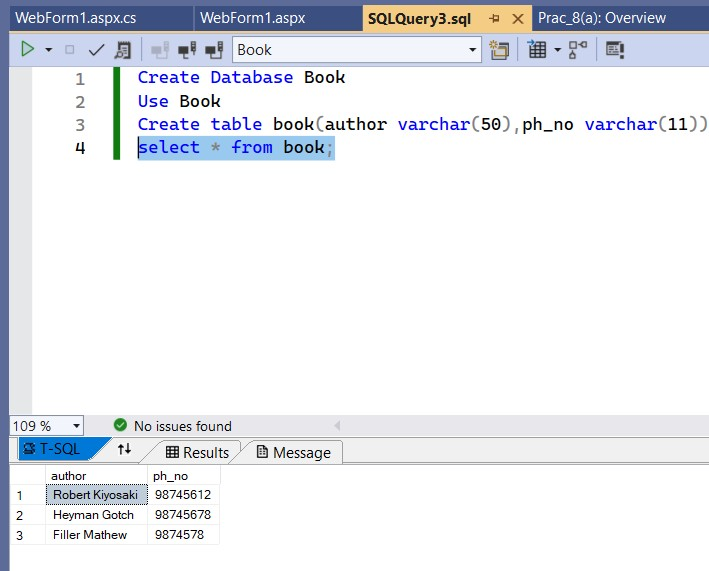 WebForm1.aspx.cs WebForm1.aspx SQLQuery3.sql Prac_8(a): Overview
Book
1 Create Database Book
2 Use Book
3 Create table book(author varchar(50),ph_no varchar(11))
4 select * from book;
109 % No issues found
T-SQL Results Message
author ph_no
1 Robert Kiyosaki 98745612
2 Heyman Gotch 98745678
3 Filler Mathew 9874578